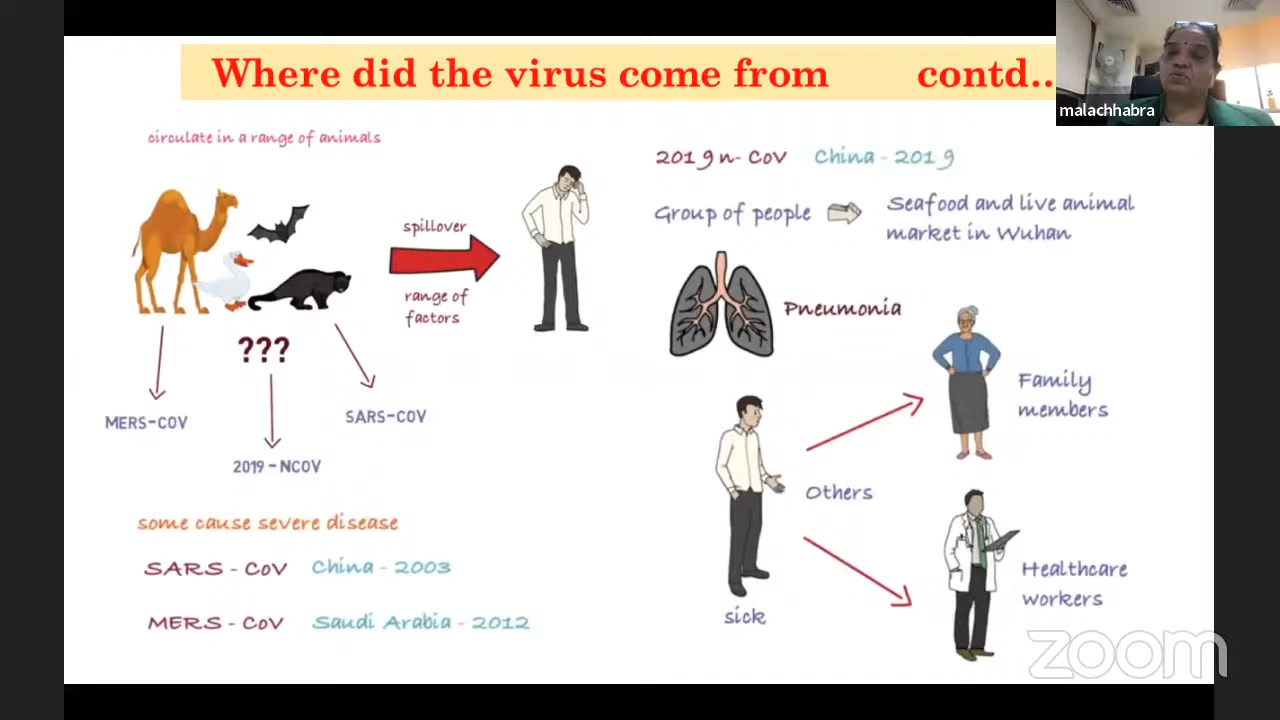 Where did the virus come from contd..
malachhabra
circulate in a range of animals
spillover
range of
factors
???
MERS-COV
SARS-COV
2019-NCOV
some cause severe disease
SARS - CoV China - 2003
MERS - CoV Saudi Arabia - 2012
2019 n- CoV China - 2019
Group of people
Seafood and live animal
market in Wuhan
Pneumonia
Family
members
Others
sick
Healthcare
workers
zoom